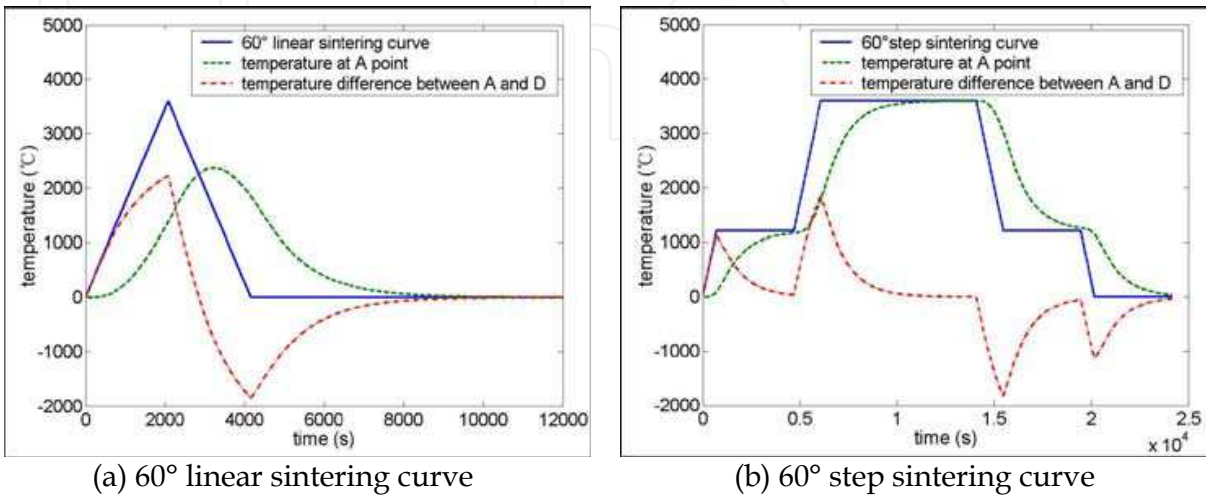 5000
4000
3000
2000
1000
0
-1000
-2000
temperature (℃)
60° linear sintering curve
temperature at A point
temperature difference between A and D
0 2000 4000 6000 8000 10000 12000
time (s)
(a) 60° linear sintering curve
5000
4000
3000
2000
1000
0
-1000
-2000
temperature (℃)
60°step sintering curve
temperature at A point
temperature difference between A and D
0 0.5 1 1.5 2 2.5
time (s)
x 10⁴
(b) 60° step sintering curve